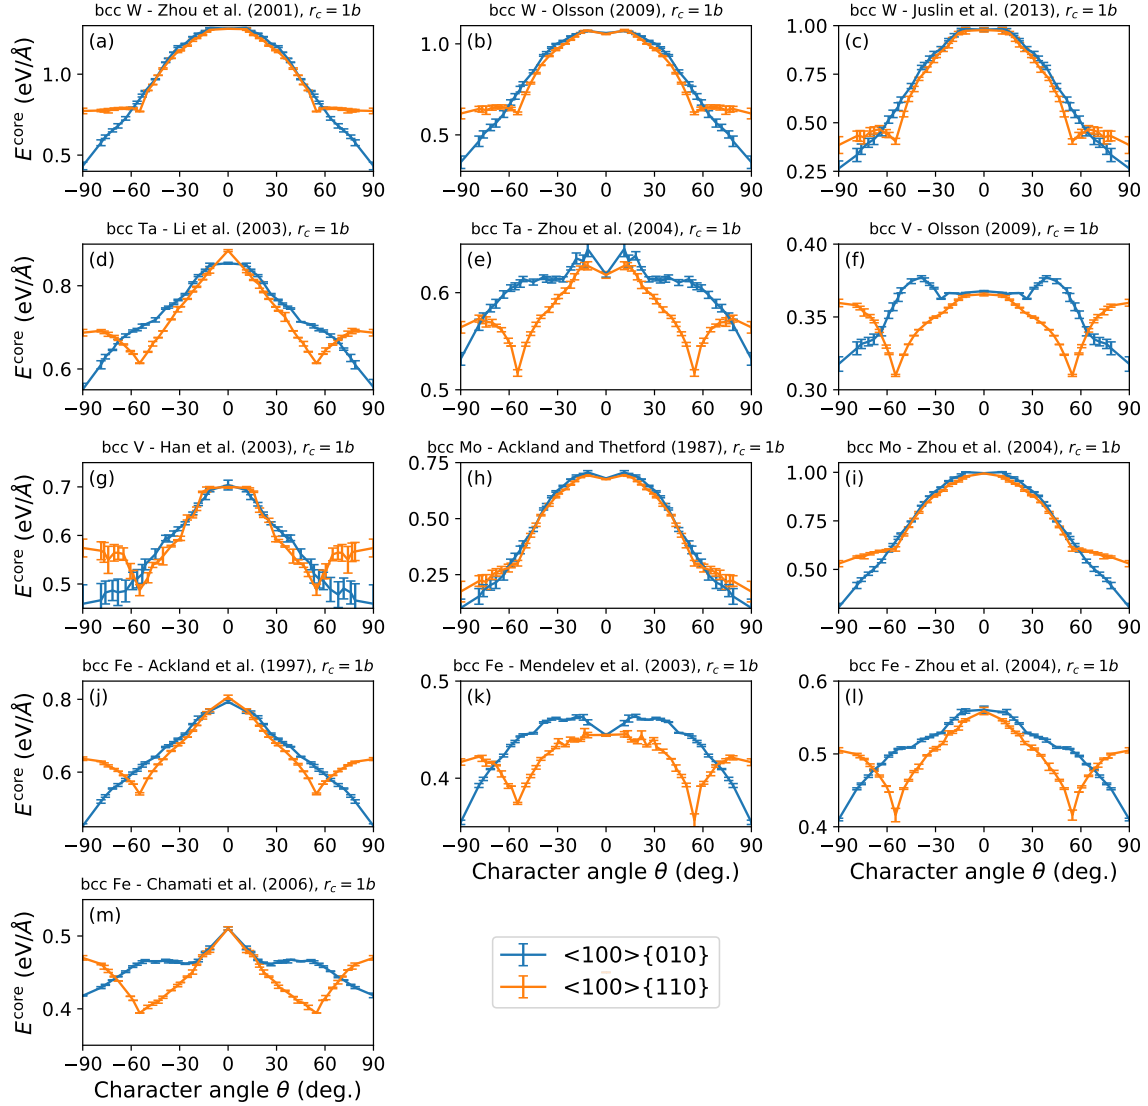 bcc W - Zhou et al. (2001), r_c = 1b
bcc W - Olsson (2009), r_c = 1b
bcc W - Juslin et al. (2013), r_c = 1b
(a)
(b)
(c)
E^core (eV/Å)
1.0
0.5
1.0
0.5
1.00
0.75
0.50
0.25
−90 −60 −30 0 30 60 90
−90 −60 −30 0 30 60 90
−90 −60 −30 0 30 60 90
bcc Ta - Li et al. (2003), r_c = 1b
bcc Ta - Zhou et al. (2004), r_c = 1b
bcc V - Olsson (2009), r_c = 1b
(d)
(e)
(f)
E^core (eV/Å)
0.8
0.6
0.6
0.5
0.40
0.35
0.30
−90 −60 −30 0 30 60 90
−90 −60 −30 0 30 60 90
−90 −60 −30 0 30 60 90
bcc V - Han et al. (2003), r_c = 1b
bcc Mo - Ackland and Thetford (1987), r_c = 1b
bcc Mo - Zhou et al. (2004), r_c = 1b
(g)
(h)
(i)
E^core (eV/Å)
0.7
0.6
0.5
0.75
0.50
0.25
1.00
0.75
0.50
−90 −60 −30 0 30 60 90
−90 −60 −30 0 30 60 90
−90 −60 −30 0 30 60 90
bcc Fe - Ackland et al. (1997), r_c = 1b
bcc Fe - Mendelev et al. (2003), r_c = 1b
bcc Fe - Zhou et al. (2004), r_c = 1b
(j)
(k)
(l)
E^core (eV/Å)
0.8
0.6
0.5
0.4
0.6
0.5
0.4
−90 −60 −30 0 30 60 90
−90 −60 −30 0 30 60 90
−90 −60 −30 0 30 60 90
Character angle θ (deg.)
Character angle θ (deg.)
bcc Fe - Chamati et al. (2006), r_c = 1b
(m)
E^core (eV/Å)
0.5
0.4
−90 −60 −30 0 30 60 90
Character angle θ (deg.)
<100>{010}
<100>{110}